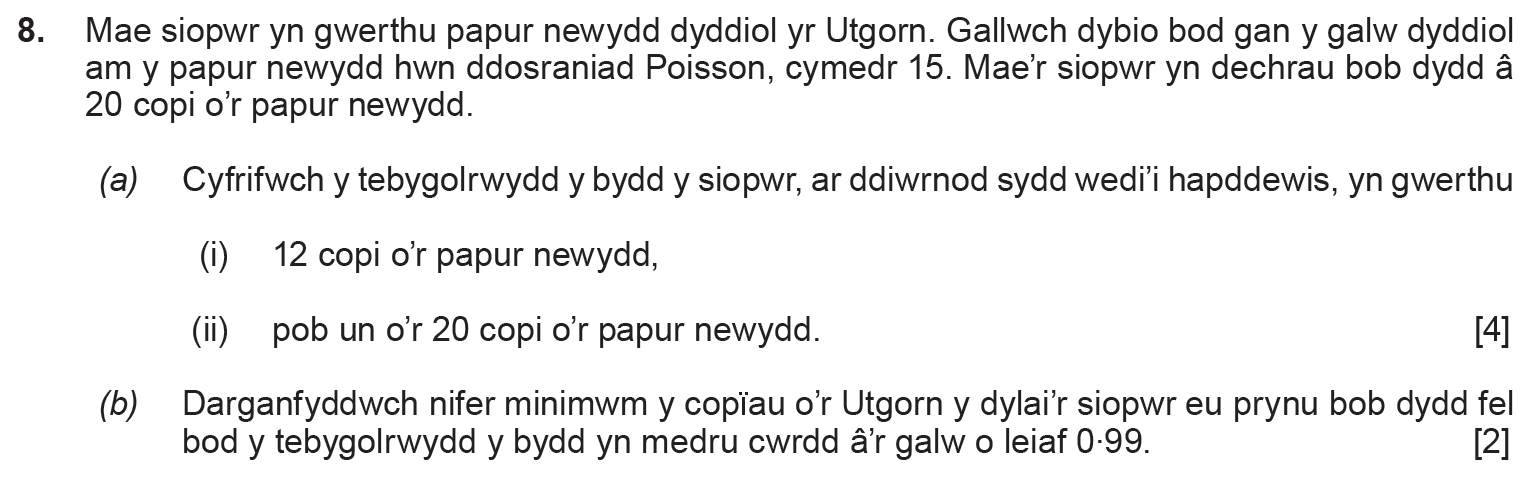 8. Mae siopwr yn gwerthu papur newydd dyddiol yr Utgorn. Gallwch dybio bod gan y galw dyddiol
am y papur newydd hwn ddosraniad Poisson, cymedr 15. Mae’r siopwr yn dechrau bob dydd â
20 copi o’r papur newydd.
(a) Cyfrifwch y tebygolrwydd y bydd y siopwr, ar ddiwrnod sydd wedi’i hapddewis, yn gwerthu
(i) 12 copi o’r papur newydd,
(ii) pob un o’r 20 copi o’r papur newydd. [4]
(b) Darganfyddwch nifer minimwm y copïau o’r Utgorn y dylai’r siopwr eu prynu bob dydd fel
bod y tebygolrwydd y bydd yn medru cwrdd â’r galw o leiaf 0·99. [2]